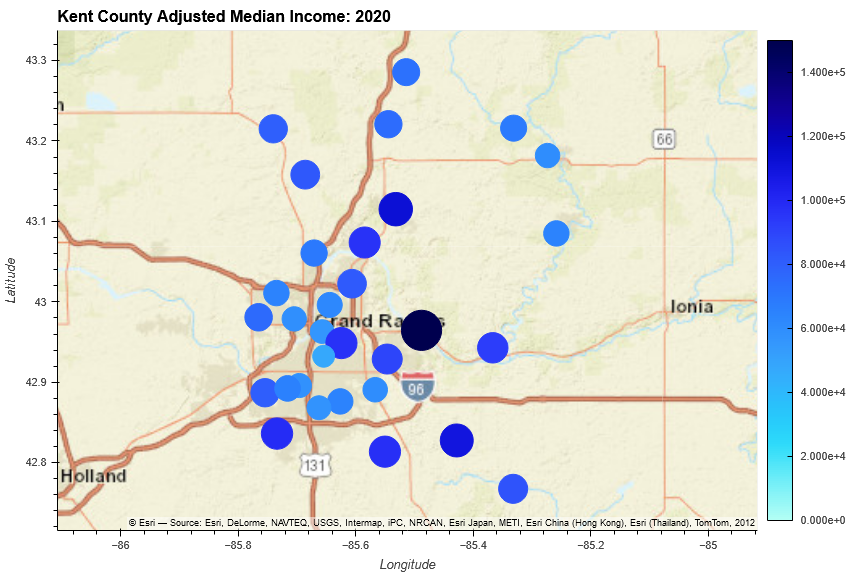 Kent County Adjusted Median Income: 2020
43.3
43.2
43.1
43
42.9
42.8
Latitude
66
Ionia
Grand Rapids
96
131
Holland
© Esri — Source: Esri, DeLorme, NAVTEQ, USGS, Intermap, iPC, NRCAN, Esri Japan, METI, Esri China (Hong Kong), Esri (Thailand), TomTom, 2012
−86
−85.8
−85.6
−85.4
−85.2
−85
Longitude
1.400e+5
1.200e+5
1.000e+5
8.000e+4
6.000e+4
4.000e+4
2.000e+4
0.000e+0